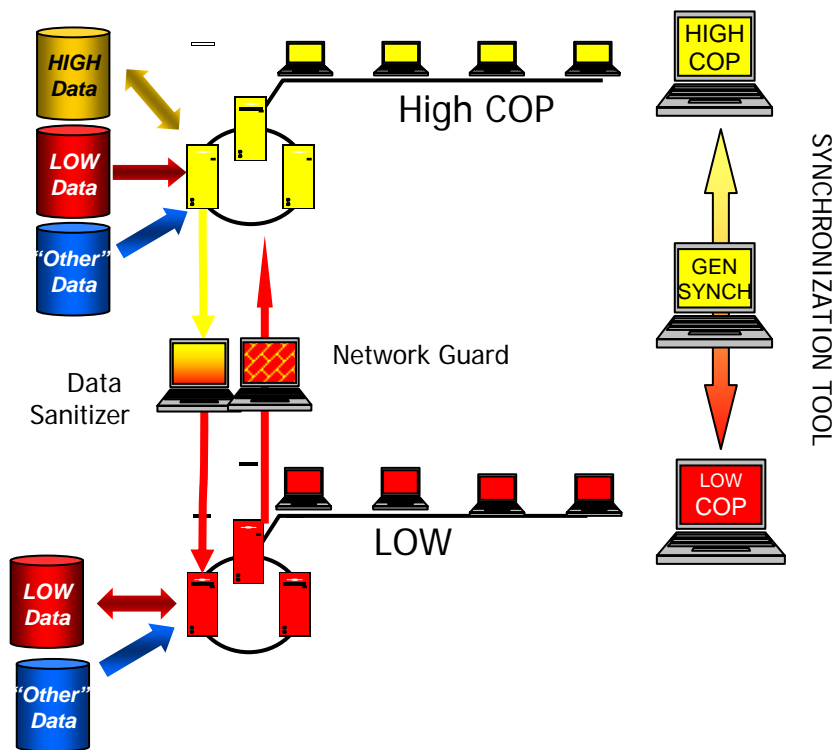 HIGH
Data
LOW
Data
“Other”
Data
High COP
HIGH
COP
GEN
SYNCH
SYNCHRONIZATION TOOL
Network Guard
Data
Sanitizer
LOW
COP
LOW
LOW
Data
“Other”
Data